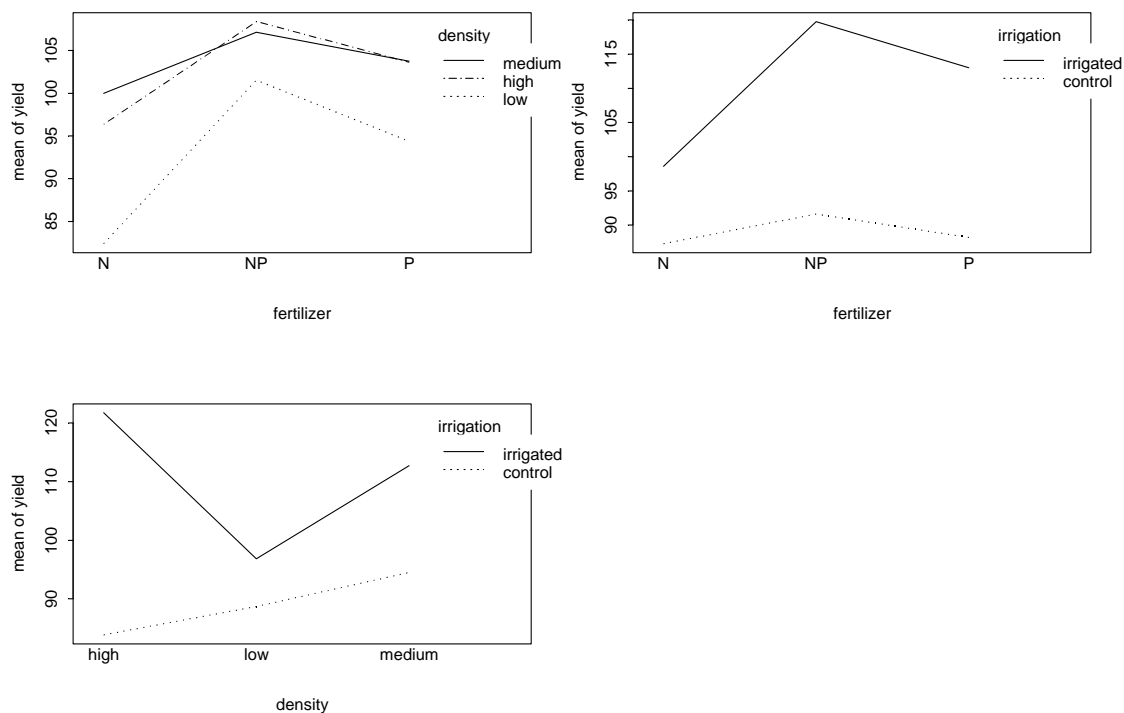 mean of yield
85 90 95 100 105
density
medium
high
low
N NP P
fertilizer
mean of yield
90 95 105 115
irrigation
irrigated
control
N NP P
fertilizer
mean of yield
90 100 110 120
irrigation
irrigated
control
high low medium
density